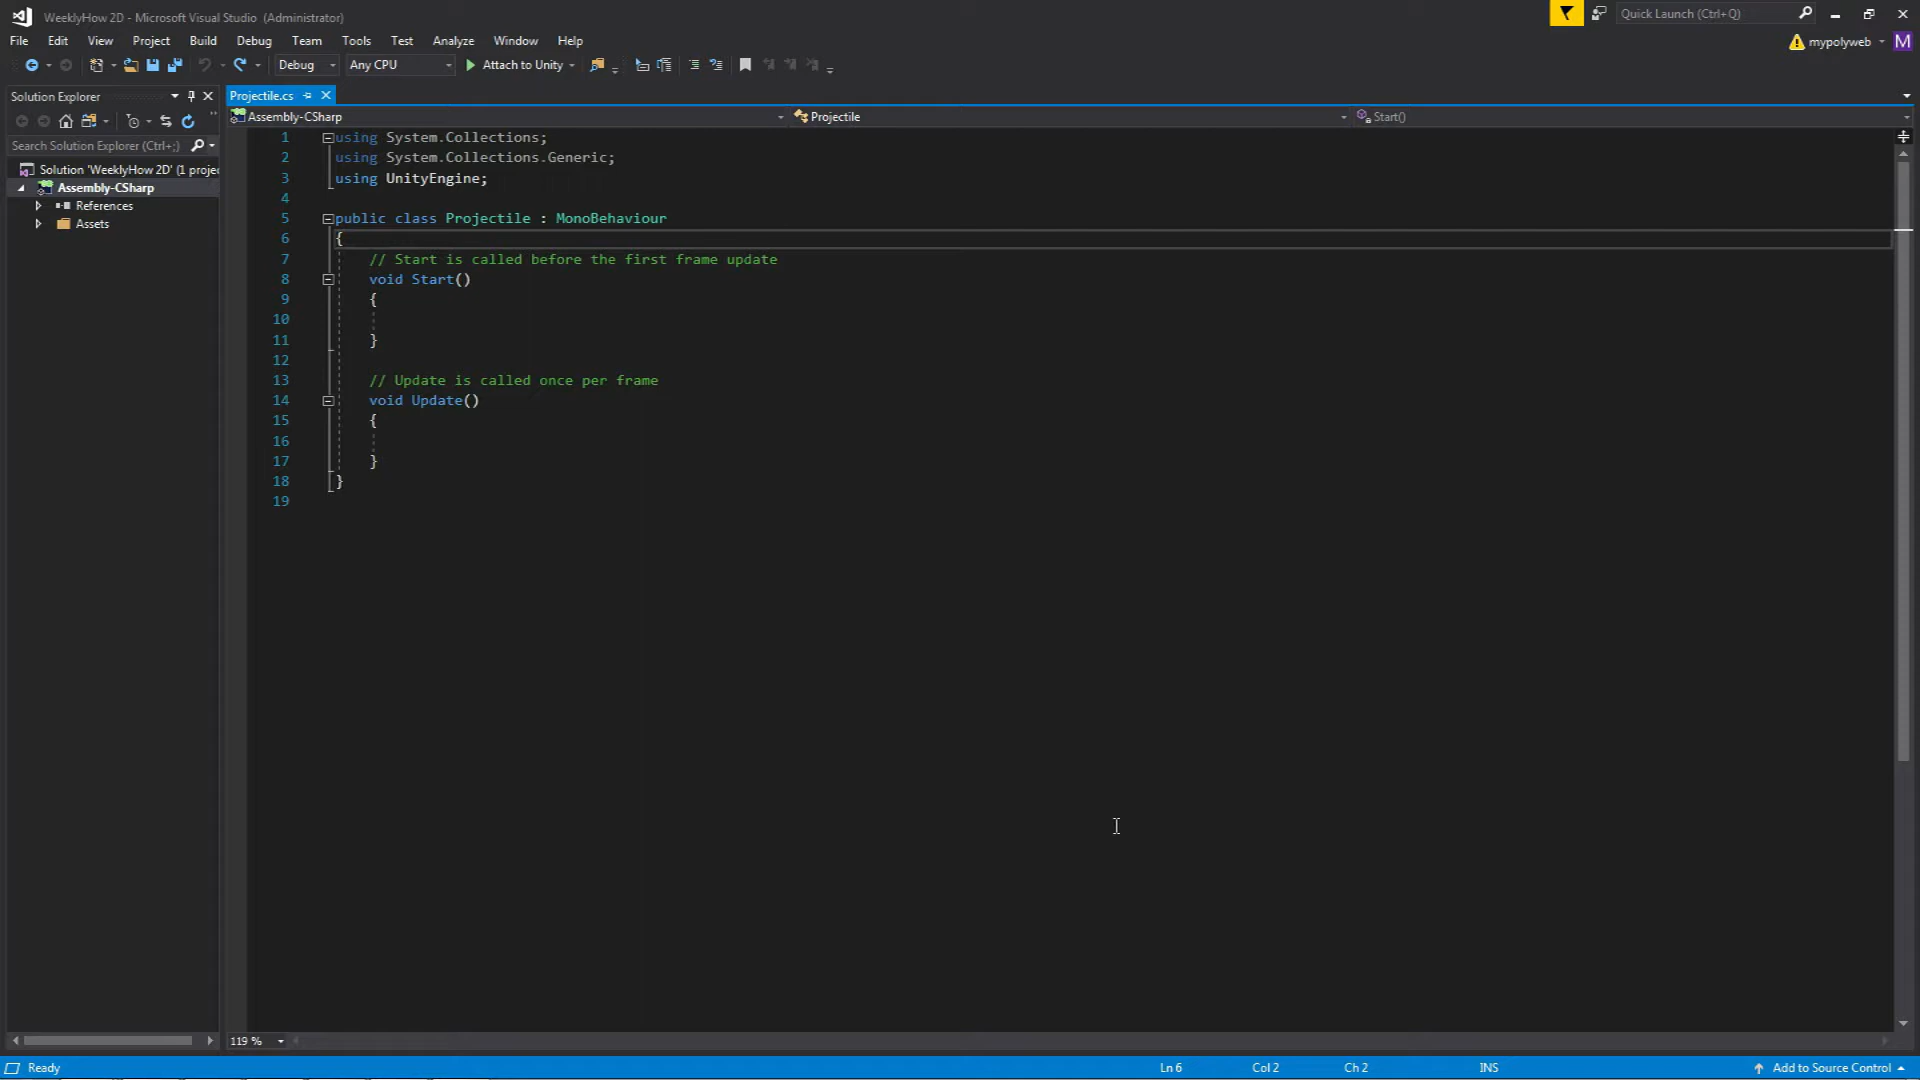 WeeklyHow 2D - Microsoft Visual Studio (Administrator)
Quick Launch (Ctrl+Q)
File Edit View Project Build Debug Team Tools Test Analyze Window Help
mypolyweb M
Debug Any CPU Attach to Unity
Solution Explorer
Projectile.cs
Assembly-CSharp Projectile Start()
Search Solution Explorer (Ctrl+;)
Solution 'WeeklyHow 2D' (1 projec
Assembly-CSharp
References
Assets
1 using System.Collections;
2 using System.Collections.Generic;
3 using UnityEngine;
4
5 public class Projectile : MonoBehaviour
6 {
7 // Start is called before the first frame update
8 void Start()
9 {
10
11 }
12
13 // Update is called once per frame
14 void Update()
15 {
16
17 }
18 }
19
119 %
Ready Ln 6 Col 2 Ch 2 INS Add to Source Control